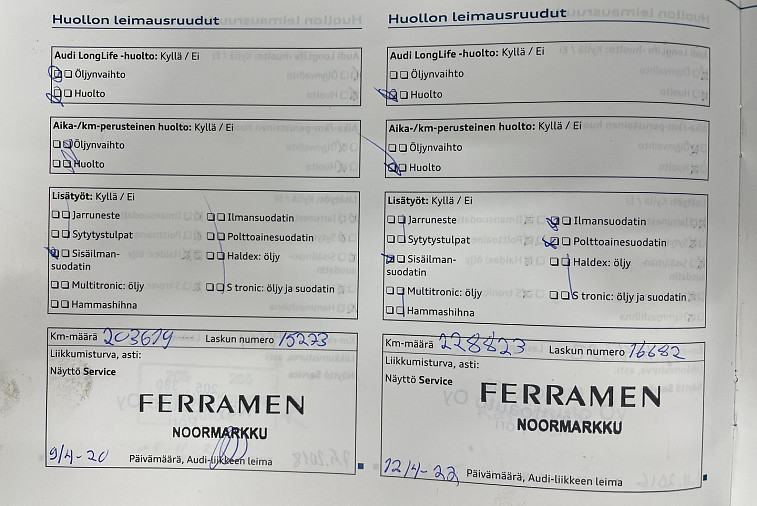 Huollon leimausruudut
Audi LongLife -huolto: Kyllä / Ei
Öljynvaihto
Huolto
Aika-/km-perusteinen huolto: Kyllä / Ei
Öljynvaihto
Huolto
Lisätyöt: Kyllä / Ei
Jarruneste
Ilmansuodatin
Sytytystulpat
Polttoainesuodatin
Sisäilman-
suodatin
Haldex: öljy
Multitronic: öljy
S tronic: öljy ja suodatin
Hammashihna
Km-määrä 203619 Laskun numero 15273
Liikkumisturva, asti:
Näyttö Service
FERRAMEN
NOORMARKKU
9/4-20 Päivämäärä, Audi-liikkeen leima
Huollon leimausruudut
Audi LongLife -huolto: Kyllä / Ei
Öljynvaihto
Huolto
Aika-/km-perusteinen huolto: Kyllä / Ei
Öljynvaihto
Huolto
Lisätyöt: Kyllä / Ei
Jarruneste
Ilmansuodatin
Sytytystulpat
Polttoainesuodatin
Sisäilman-
suodatin
Haldex: öljy
Multitronic: öljy
S tronic: öljy ja suodatin
Hammashihna
Km-määrä 228823 Laskun numero 16682
Liikkumisturva, asti:
Näyttö Service
FERRAMEN
NOORMARKKU
12/4-22 Päivämäärä, Audi-liikkeen leima